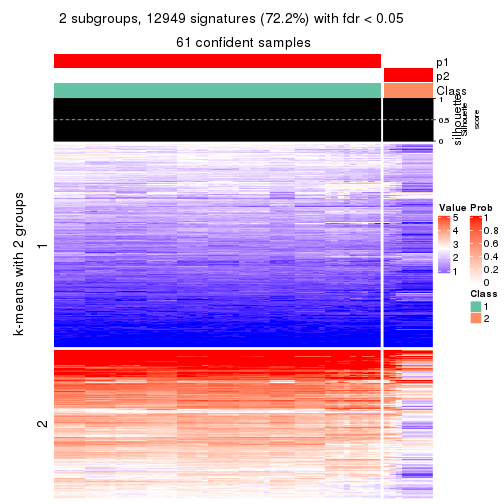 2 subgroups, 12949 signatures (72.2%) with fdr < 0.05
61 confident samples
p1
p2
Class
1
0.5
0
silhouette
Silhouette
score
k-means with 2 groups
1
2
Value
5
4
3
2
1
Prob
1
0.8
0.6
0.4
0.2
0
Class
1
2